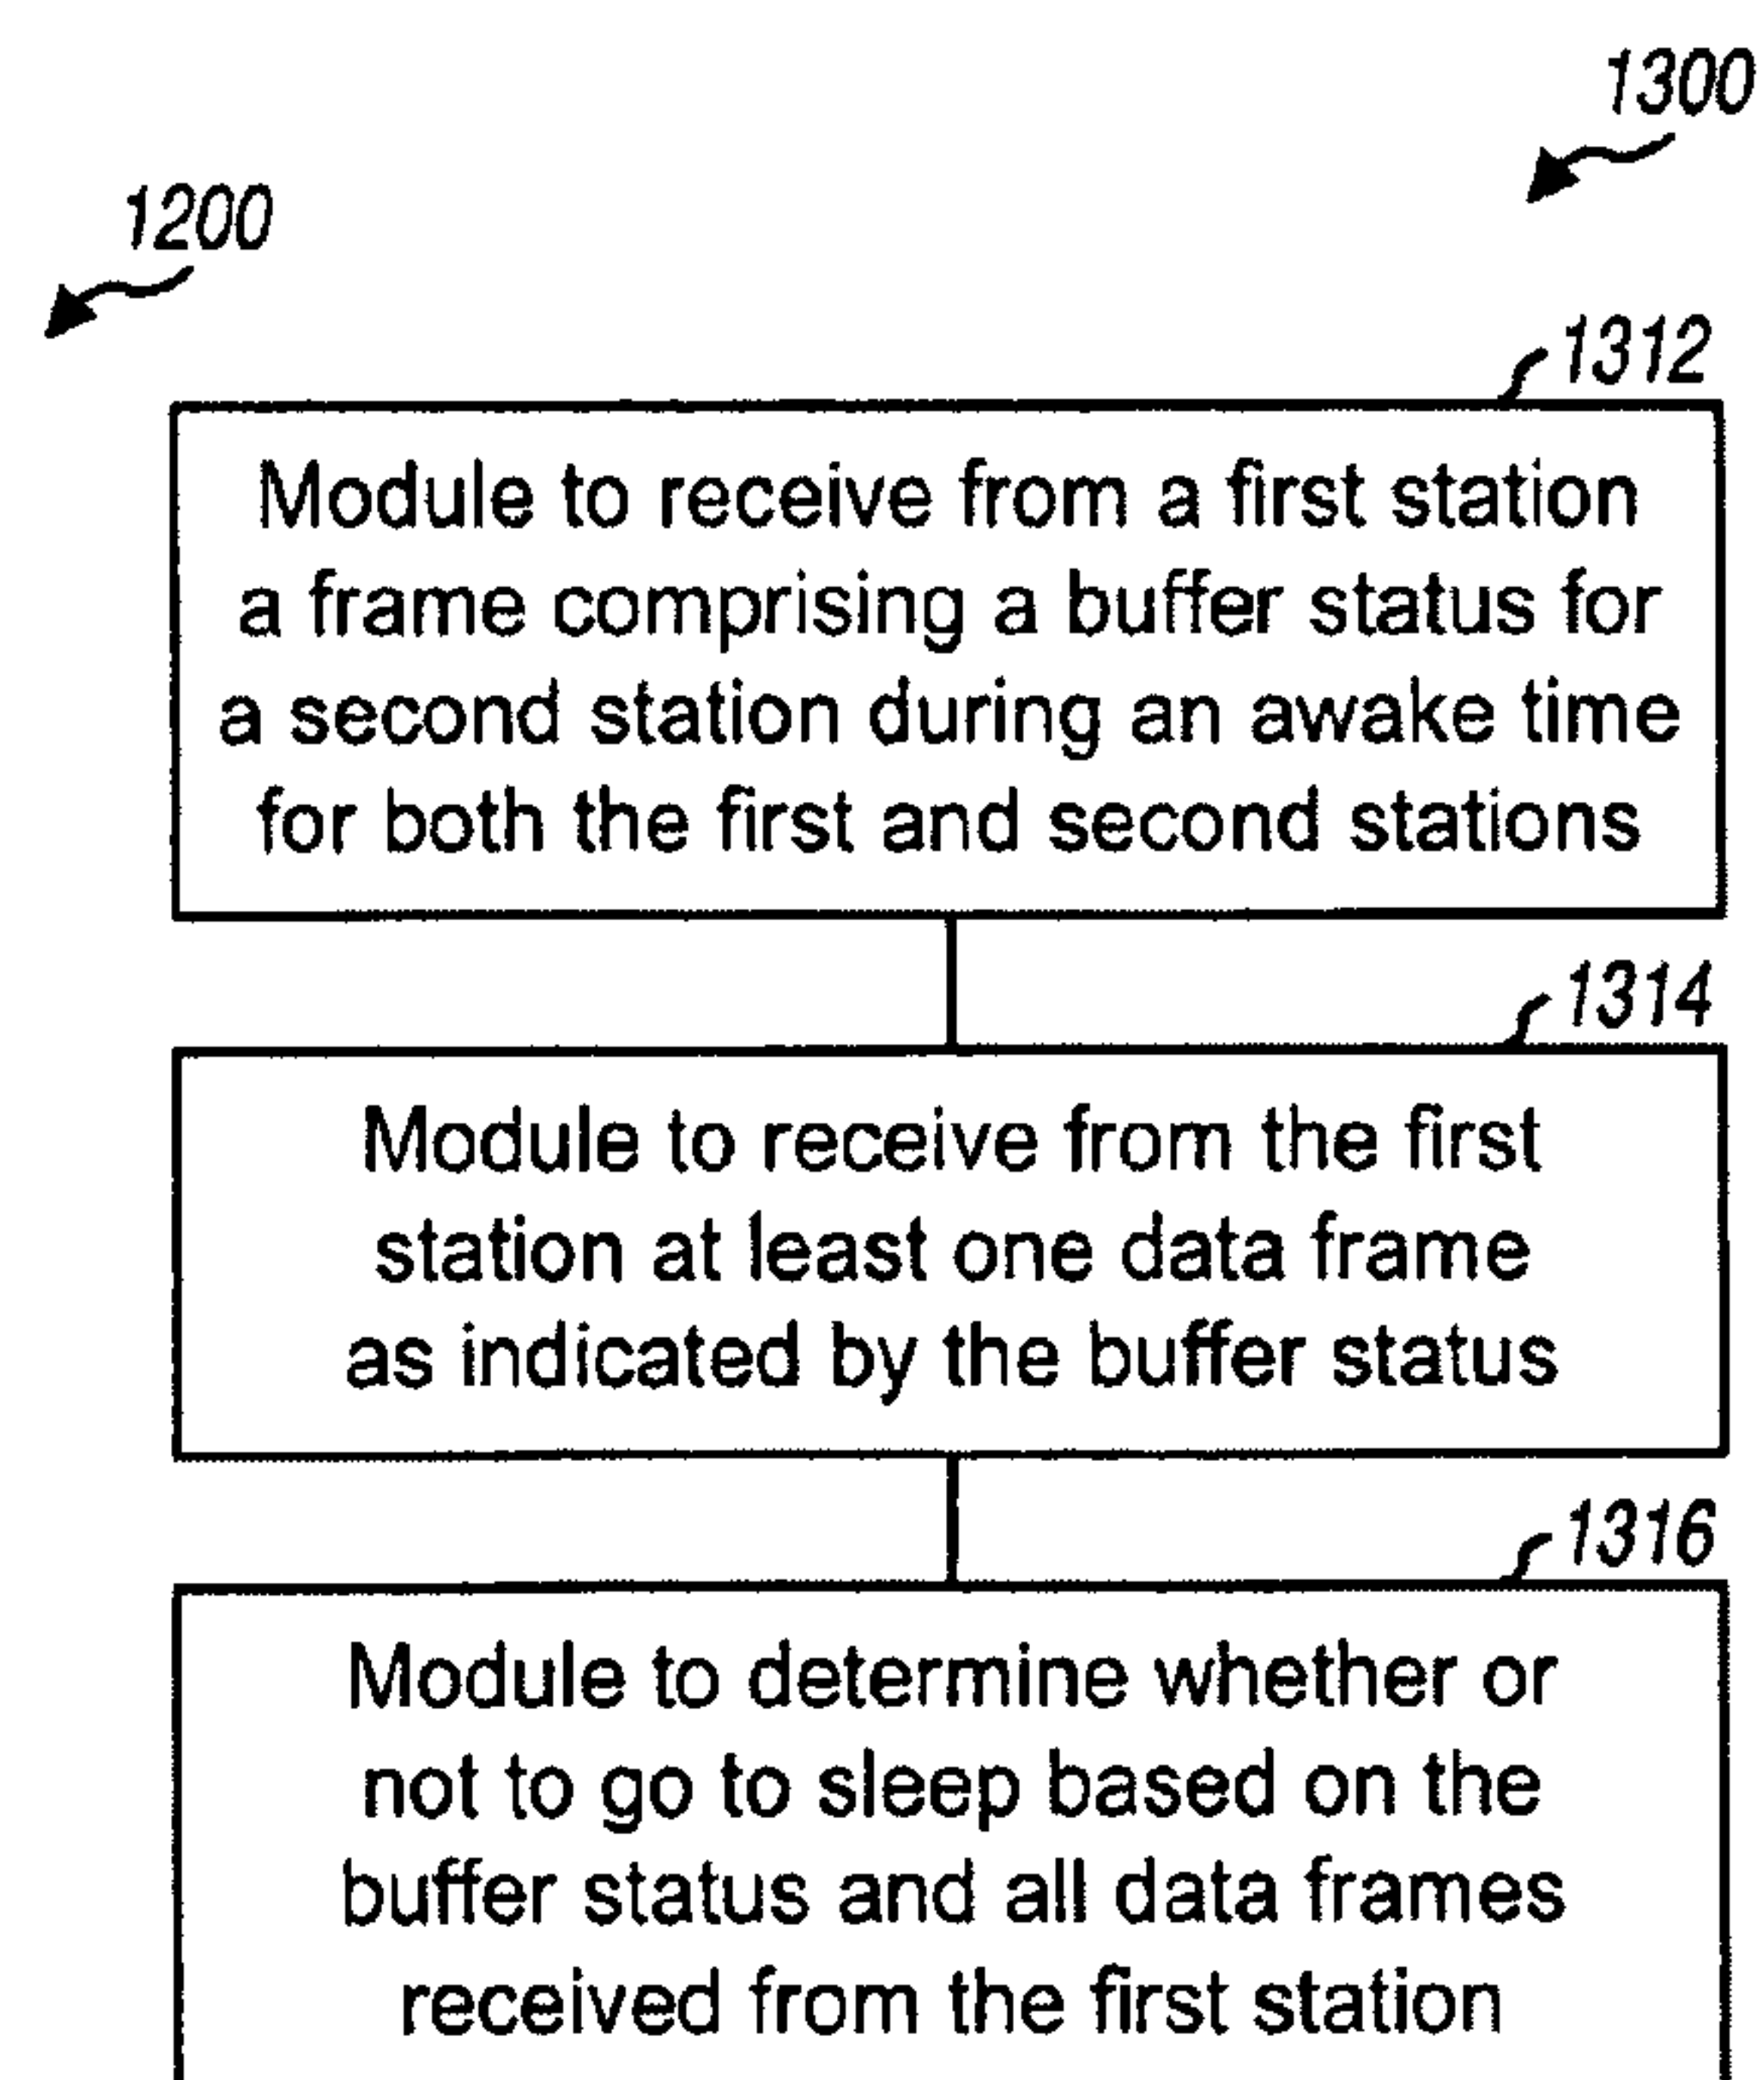 1300
1200
1312
Module to receive from a first station
a frame comprising a buffer status for
a second station during an awake time
for both the first and second stations
1314
Module to receive from the first
station at least one data frame
as indicated by the buffer status
1316
Module to determine whether or
not to go to sleep based on the
buffer status and all data frames
received from the first station